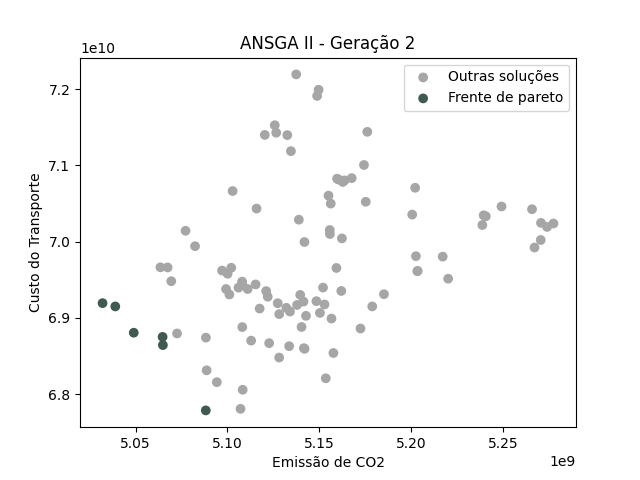 ANSGA II - Geração 2
1e10
Outras soluções
Frente de pareto
7.2
7.1
7.0
6.9
6.8
Custo do Transporte
5.05 5.10 5.15 5.20 5.25
Emissão de CO2
1e9